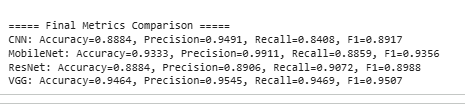 ===== Final Metrics Comparison =====
CNN: Accuracy=0.8884, Precision=0.9491, Recall=0.8408, F1=0.8917
MobileNet: Accuracy=0.9333, Precision=0.9911, Recall=0.8859, F1=0.9356
ResNet: Accuracy=0.8884, Precision=0.8906, Recall=0.9072, F1=0.8988
VGG: Accuracy=0.9464, Precision=0.9545, Recall=0.9469, F1=0.9507